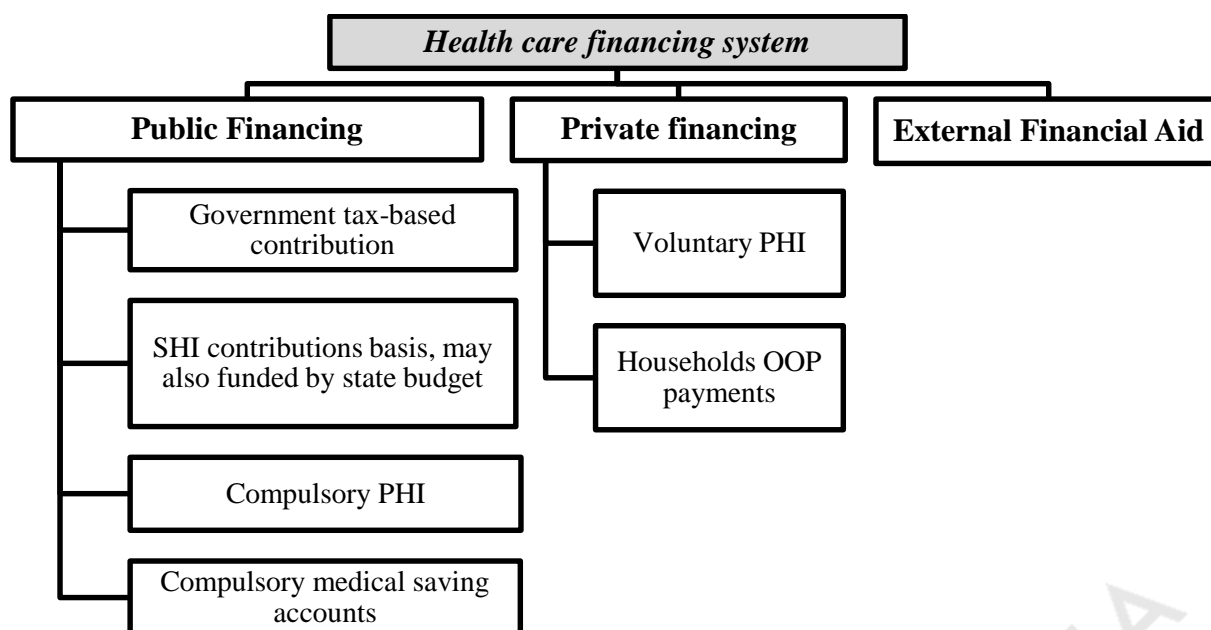 Health care financing system
Public Financing
Private financing
External Financial Aid
Government tax-based
contribution
SHI contributions basis, may
also funded by state budget
Compulsory PHI
Compulsory medical saving
accounts
Voluntary PHI
Households OOP
payments
A